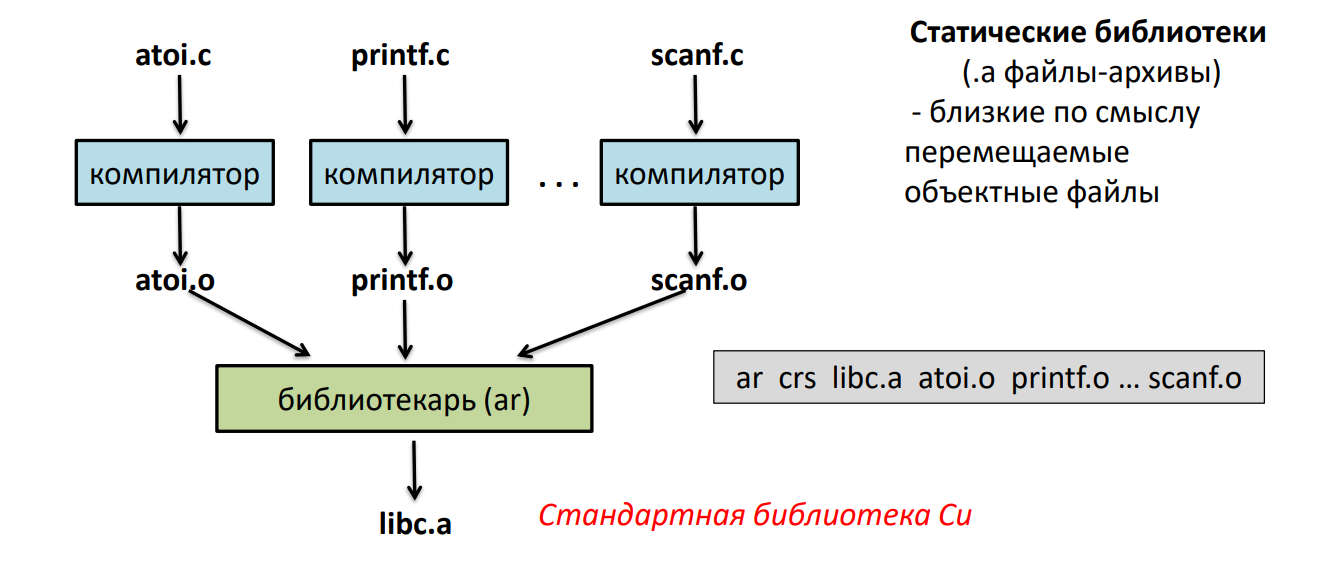 atoi.c printf.c scanf.c
компилятор компилятор ... компилятор
atoi.o printf.o scanf.o
библиотекарь (ar)
libc.a
Стандартная библиотека Си
Статические библиотеки
(.a файлы-архивы)
- близкие по смыслу
перемещаемые
объектные файлы
ar crs libc.a atoi.o printf.o ... scanf.o